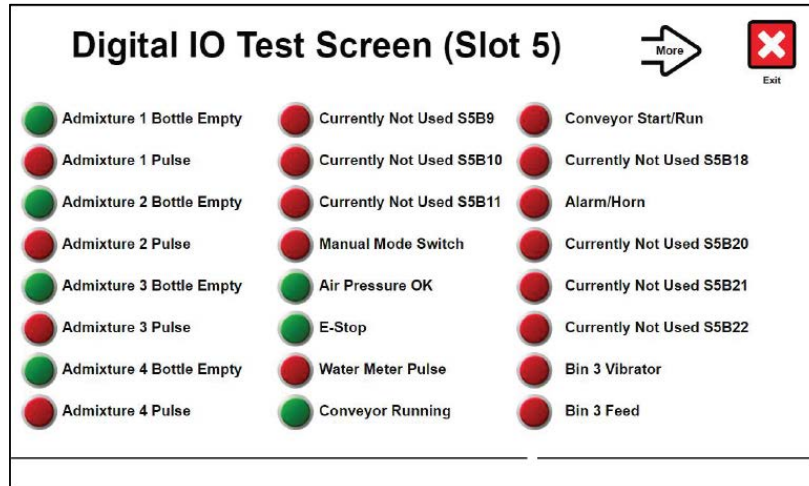 Digital IO Test Screen (Slot 5)
More
Exit
Admixture 1 Bottle Empty
Admixture 1 Pulse
Admixture 2 Bottle Empty
Admixture 2 Pulse
Admixture 3 Bottle Empty
Admixture 3 Pulse
Admixture 4 Bottle Empty
Admixture 4 Pulse
Currently Not Used S5B9
Currently Not Used S5B10
Currently Not Used S5B11
Manual Mode Switch
Air Pressure OK
E-Stop
Water Meter Pulse
Conveyor Running
Conveyor Start/Run
Currently Not Used S5B18
Alarm/Horn
Currently Not Used S5B20
Currently Not Used S5B21
Currently Not Used S5B22
Bin 3 Vibrator
Bin 3 Feed